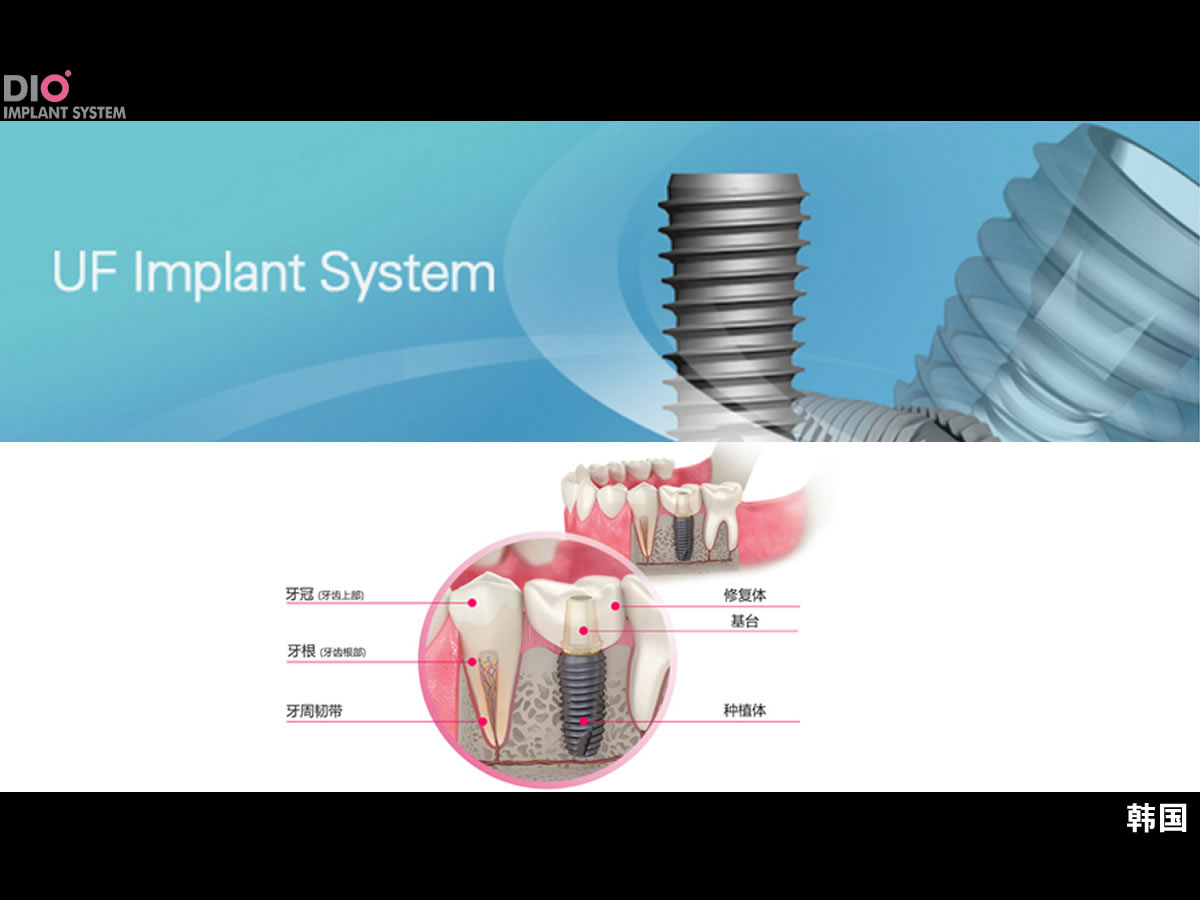 DIO
IMPLANT SYSTEM
UF Implant System
牙冠 (牙齿上部)
修复体
基台
牙根 (牙齿根部)
牙周韧带
种植体
韩国